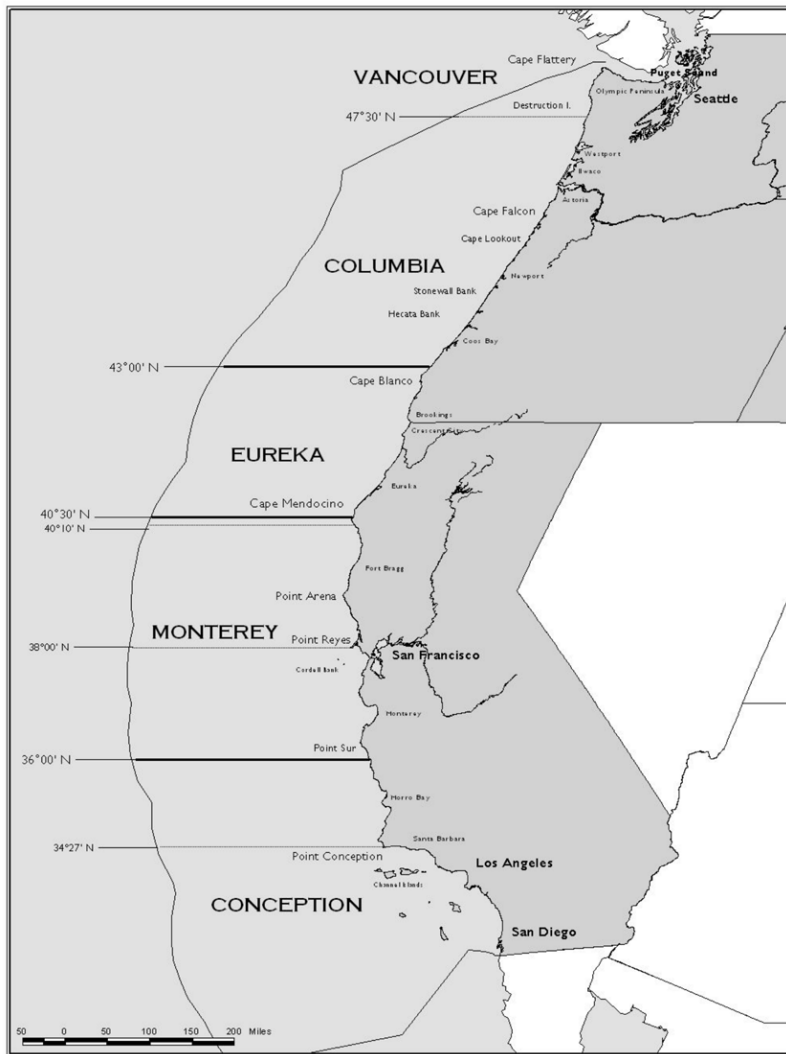 Cape Flattery
VANCOUVER
Puget Sound
Olympic Peninsula
Seattle
Destruction I.
47°30' N
Westport
Ilwaco
Astoria
Cape Falcon
Cape Lookout
COLUMBIA
Newport
Stonewall Bank
Hecata Bank
Coos Bay
43°00' N
Cape Blanco
Brookings
Crescent City
EUREKA
Eureka
Cape Mendocino
40°30' N
40°10' N
Fort Bragg
Point Arena
MONTEREY
Point Reyes
38°00' N
San Francisco
Cordell Bank
Monterey
Point Sur
36°00' N
Morro Bay
Santa Barbara
34°27' N
Point Conception
Los Angeles
Channel Islands
CONCEPTION
San Diego
50 0 50 100 150 200 Miles